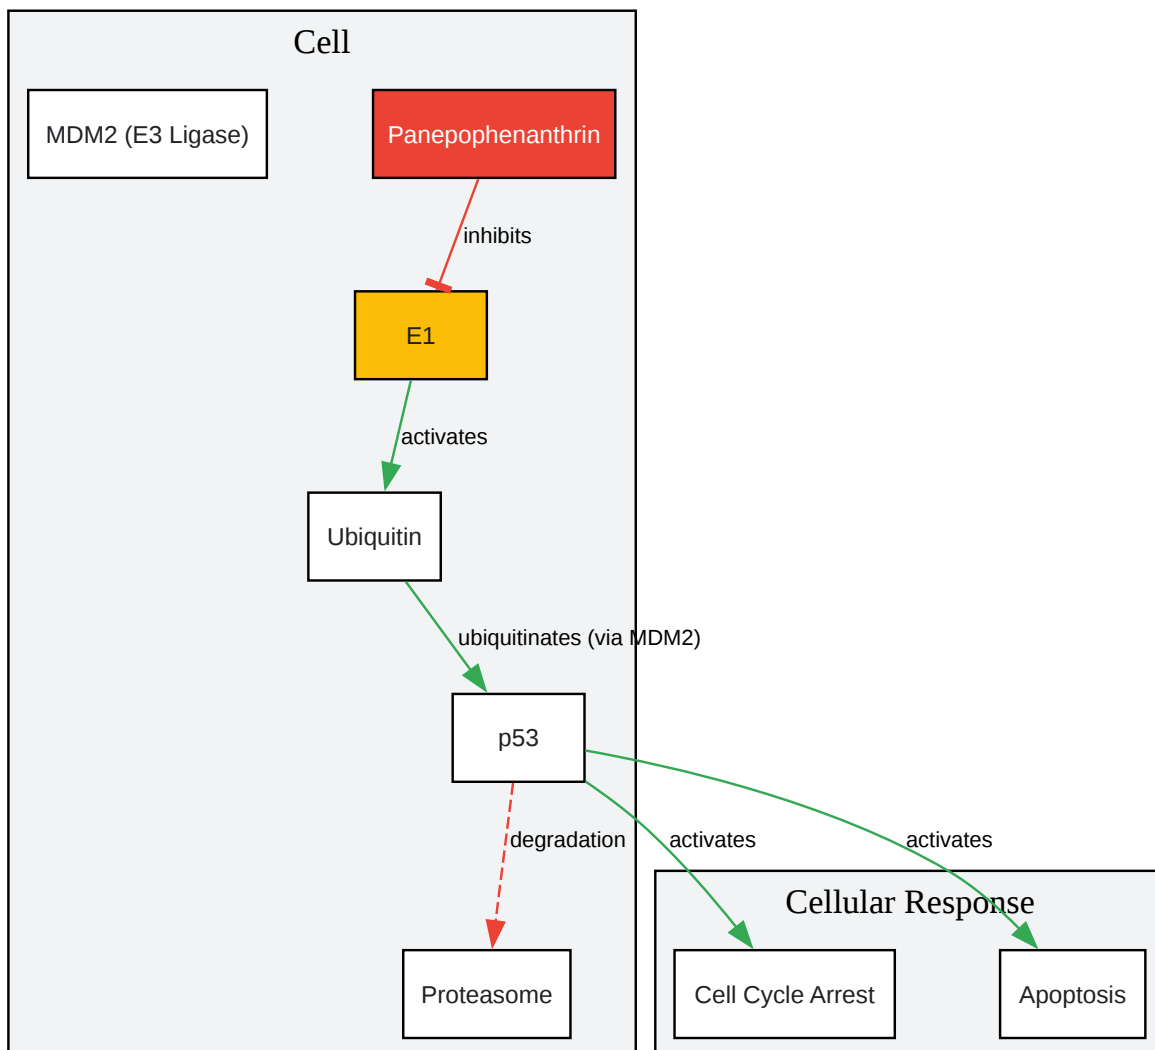 Cell
MDM2 (E3 Ligase)
Panepophenanthrin
inhibits
E1
activates
Ubiquitin
ubiquitinates (via MDM2)
p53
degradation
activates
activates
Cellular Response
Proteasome
Cell Cycle Arrest
Apoptosis